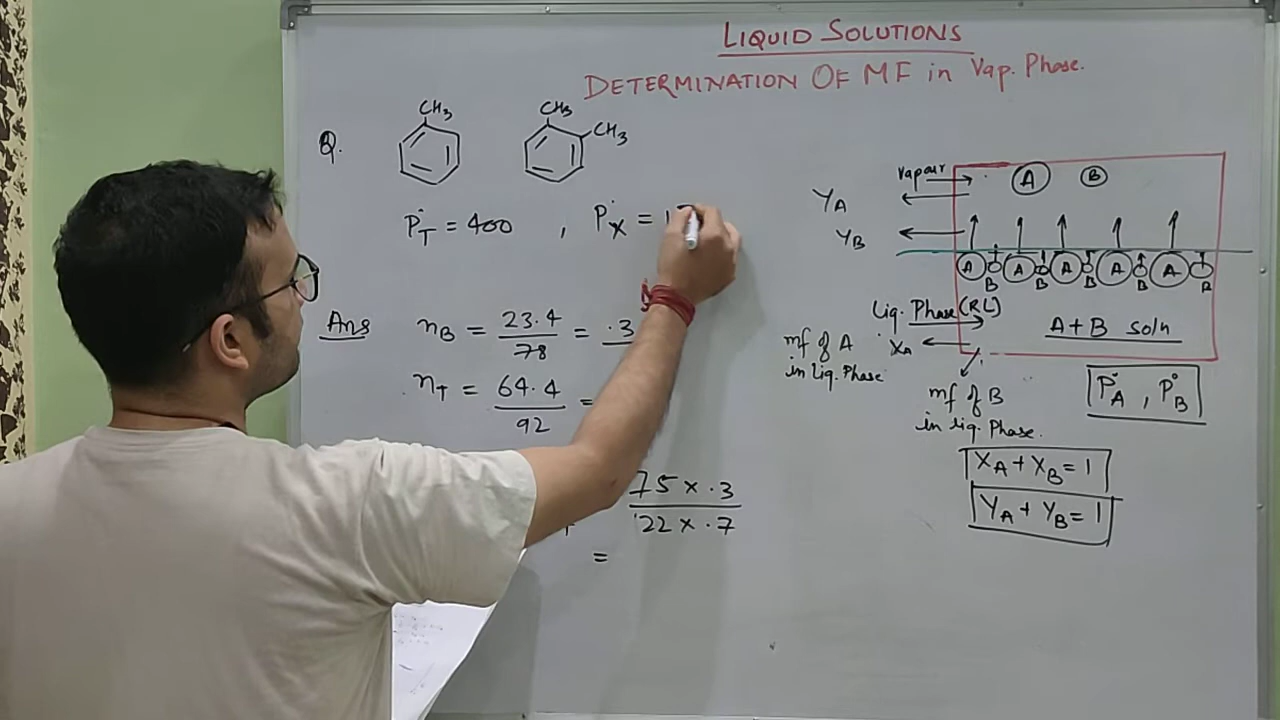 LIQUID SOLUTIONS
DETERMINATION OF MF in Vap. Phase.
Q.
CH3
CH3
CH3
P°T = 400 , P°X = 1
Ans
nB = 23.4 / 78 = .3
nT = 64.4 / 92 =
75 × .3
22 × .7
=
Vapour
A
B
YA
YB
A B A B A B A B A B
Liq. Phase (RL)
A+B soln
mf of A
in Liq. Phase
XA
mf of B
in liq. Phase.
P°A , P°B
XA + XB = 1
YA + YB = 1